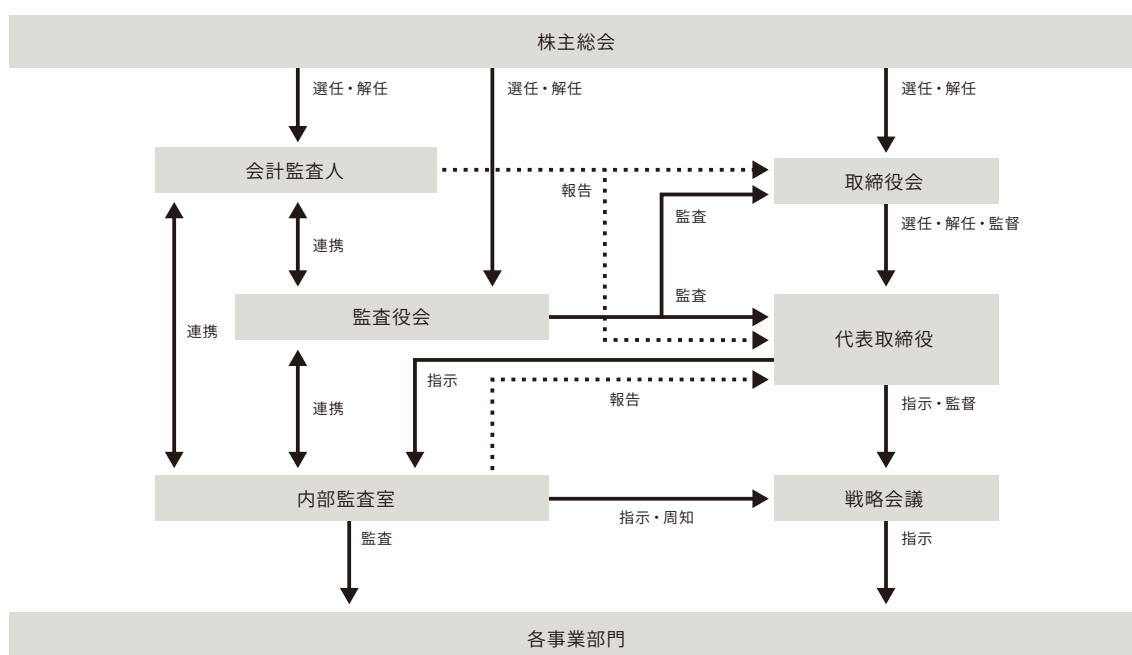 株主総会
選任・解任
選任・解任
選任・解任
会計監査人
取締役会
報告
監査
選任・解任・監督
連携
監査
監査役会
連携
代表取締役
指示
報告
指示・監督
連携
内部監査室
戦略会議
指示・周知
監査
指示
各事業部門